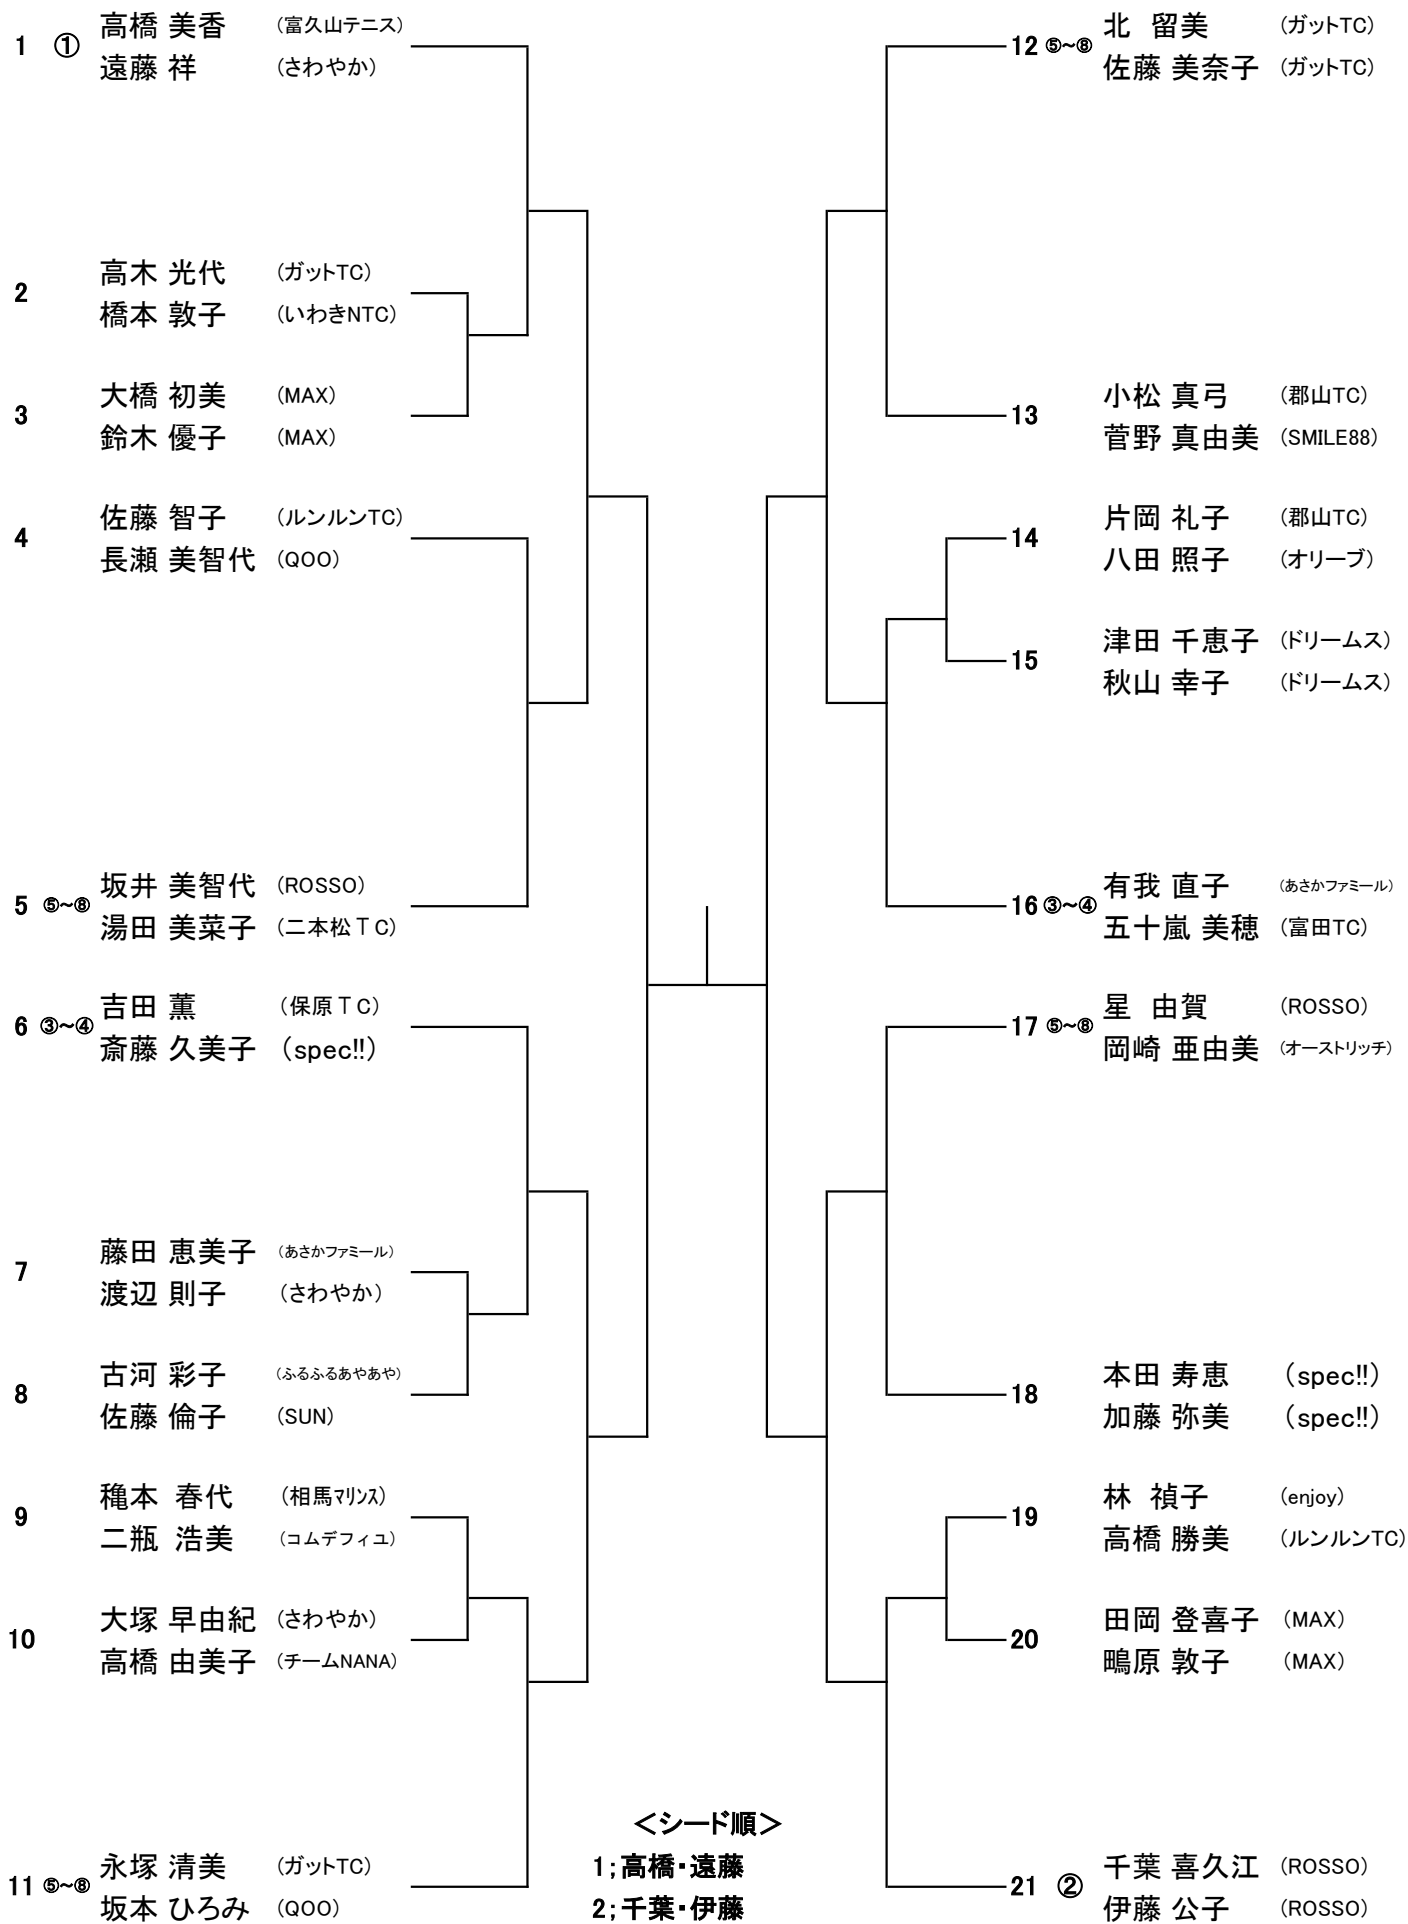 1 ① 高橋 美香 (富久山テニス)
遠藤 祥 (さわやか)
2 高木 光代 (ガットTC)
橋本 敦子 (いわきNTC)
3 大橋 初美 (MAX)
鈴木 優子 (MAX)
4 佐藤 智子 (ルンルンTC)
長瀬 美智代 (QOO)
5 ⑤~⑧ 坂井 美智代 (ROSSO)
湯田 美菜子 (二本松TC)
6 ③~④ 吉田 薫 (保原TC)
斎藤 久美子 (spec!!)
7 藤田 恵美子 (あさかファミール)
渡辺 則子 (さわやか)
8 古河 彩子 (ふるふるあやあや)
佐藤 倫子 (SUN)
9 穐本 春代 (相馬マリンス)
二瓶 浩美 (コムデフィユ)
10 大塚 早由紀 (さわやか)
高橋 由美子 (チームNANA)
11 ⑤~⑧ 永塚 清美 (ガットTC)
坂本 ひろみ (QOO)
12 ⑤~⑧ 北 留美 (ガットTC)
佐藤 美奈子 (ガットTC)
13 小松 真弓 (郡山TC)
菅野 真由美 (SMILE88)
14 片岡 礼子 (郡山TC)
八田 照子 (オリーブ)
15 津田 千恵子 (ドリームス)
秋山 幸子 (ドリームス)
16 ③~④ 有我 直子 (あさかファミール)
五十嵐 美穂 (富田TC)
17 ⑤~⑧ 星 由賀 (ROSSO)
岡崎 亜由美 (オーストリッチ)
18 本田 寿恵 (spec!!)
加藤 弥美 (spec!!)
19 林 禎子 (enjoy)
高橋 勝美 (ルンルンTC)
20 田岡 登喜子 (MAX)
鴫原 敦子 (MAX)
21 ② 千葉 喜久江 (ROSSO)
伊藤 公子 (ROSSO)
＜シード順＞
1;高橋・遠藤
2;千葉・伊藤